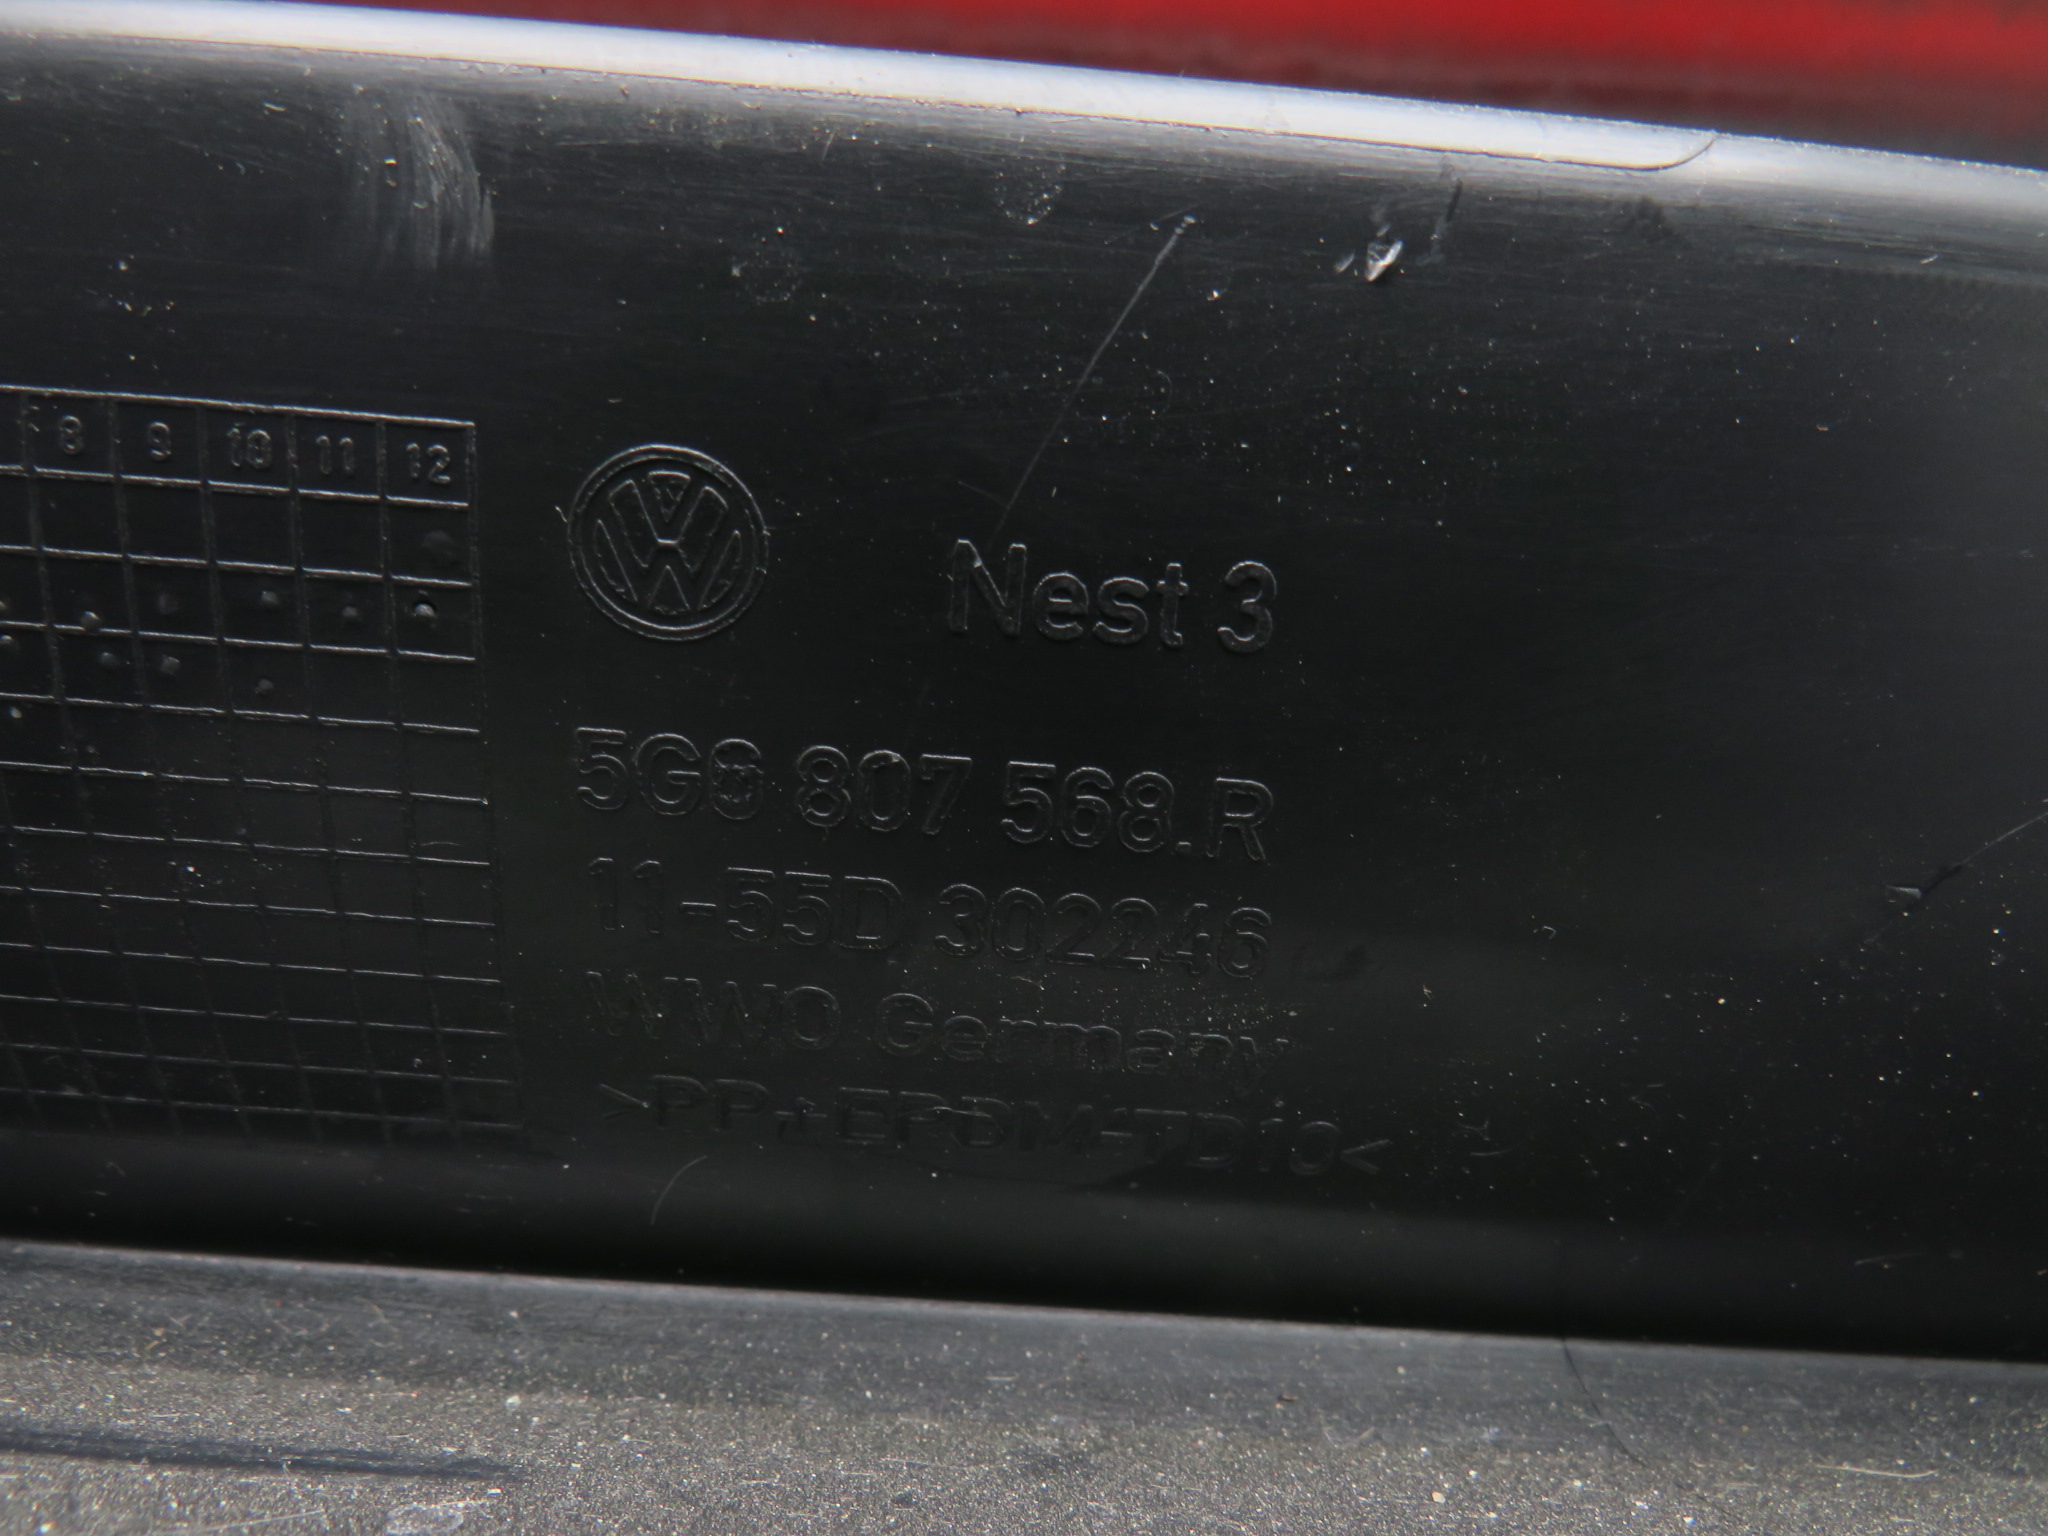 8 9 10 11 12
Nest 3
5G6 807 568.R
11-55D 302246
WWO Germany
>PP+EPDM-TD10<